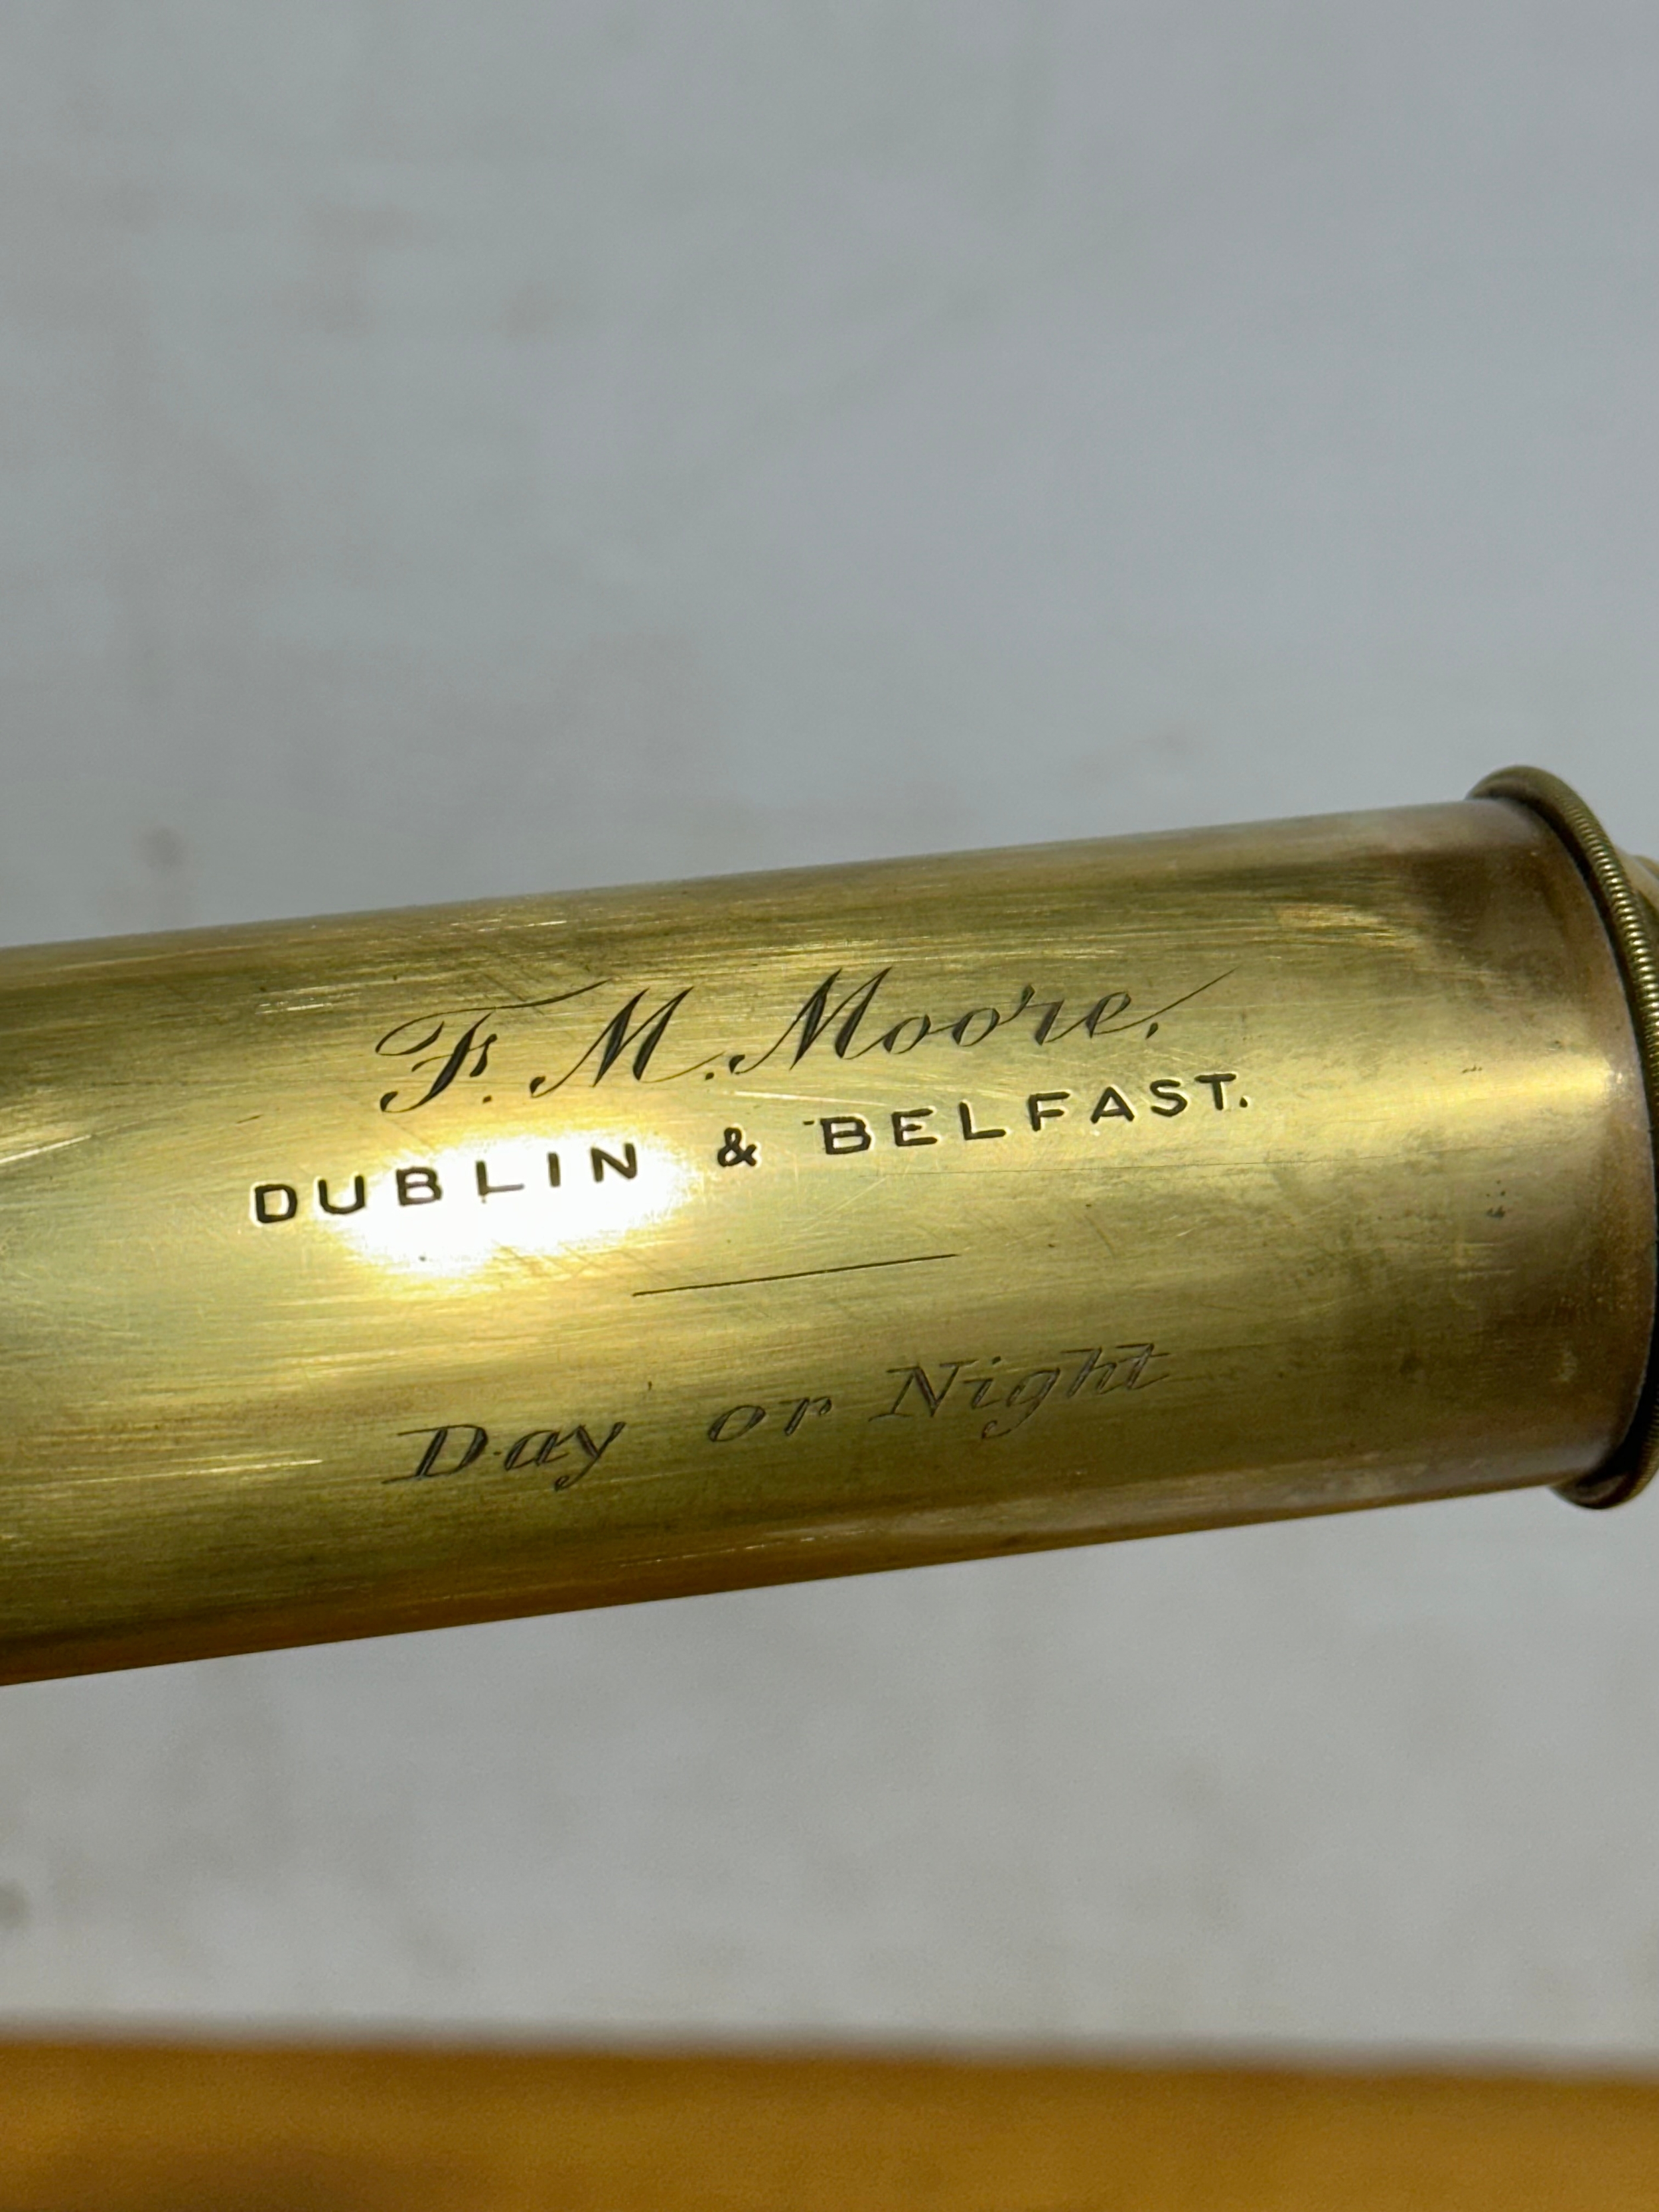 F. M. Moore.
DUBLIN & BELFAST.
Day or Night